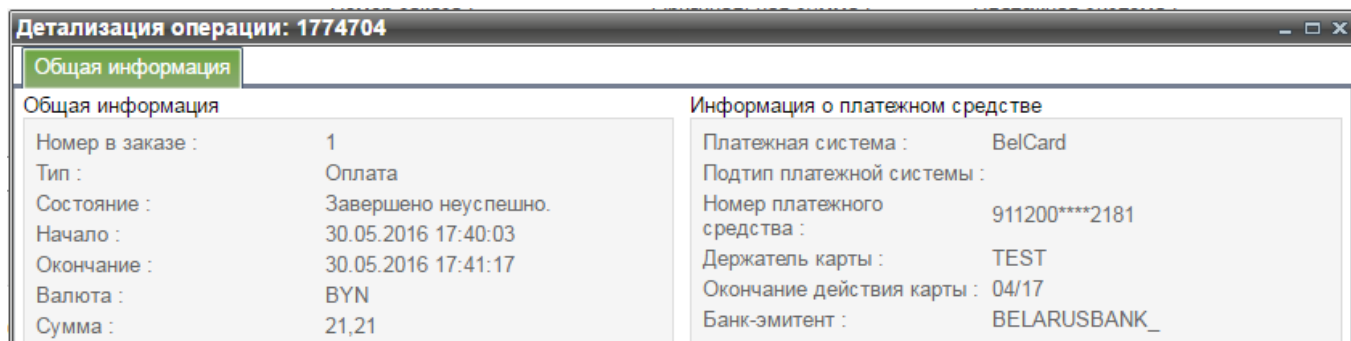 Детализация операции: 1774704
Общая информация
Общая информация
Номер в заказе : 1
Тип : Оплата
Состояние : Завершено неуспешно.
Начало : 30.05.2016 17:40:03
Окончание : 30.05.2016 17:41:17
Валюта : BYN
Сумма : 21,21
Информация о платежном средстве
Платежная система : BelCard
Подтип платежной системы :
Номер платежного
средства : 911200****2181
Держатель карты : TEST
Окончание действия карты : 04/17
Банк-эмитент : BELARUSBANK_